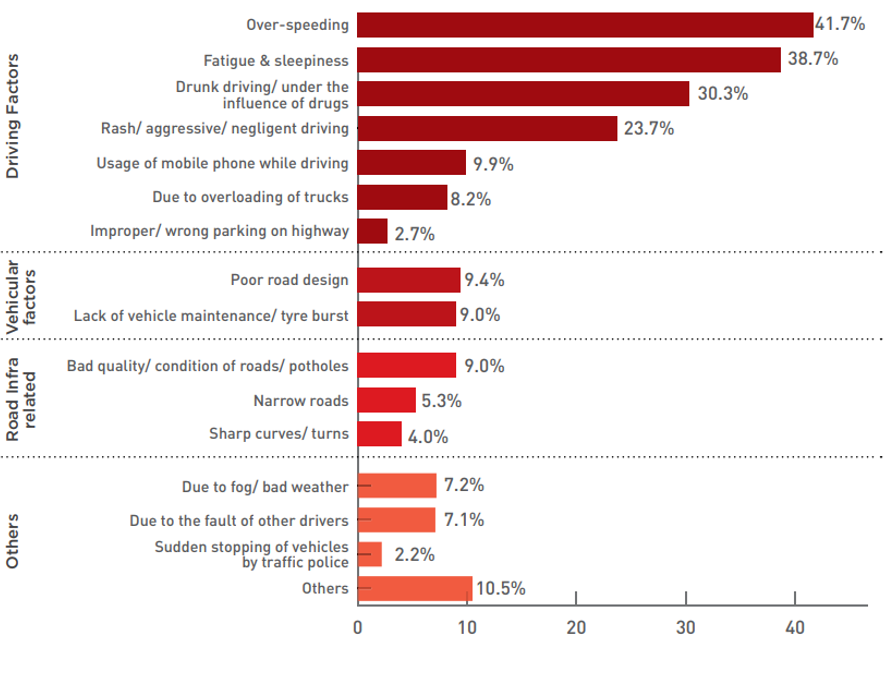 Driving Factors
Over-speeding 41.7%
Fatigue & sleepiness 38.7%
Drunk driving/ under the
influence of drugs 30.3%
Rash/ aggressive/ negligent driving 23.7%
Usage of mobile phone while driving 9.9%
Due to overloading of trucks 8.2%
Improper/ wrong parking on highway 2.7%
Vehicular
factors
Poor road design 9.4%
Lack of vehicle maintenance/ tyre burst 9.0%
Road Infra
related
Bad quality/ condition of roads/ potholes 9.0%
Narrow roads 5.3%
Sharp curves/ turns 4.0%
Others
Due to fog/ bad weather 7.2%
Due to the fault of other drivers 7.1%
Sudden stopping of vehicles
by traffic police 2.2%
Others 10.5%
0 10 20 30 40